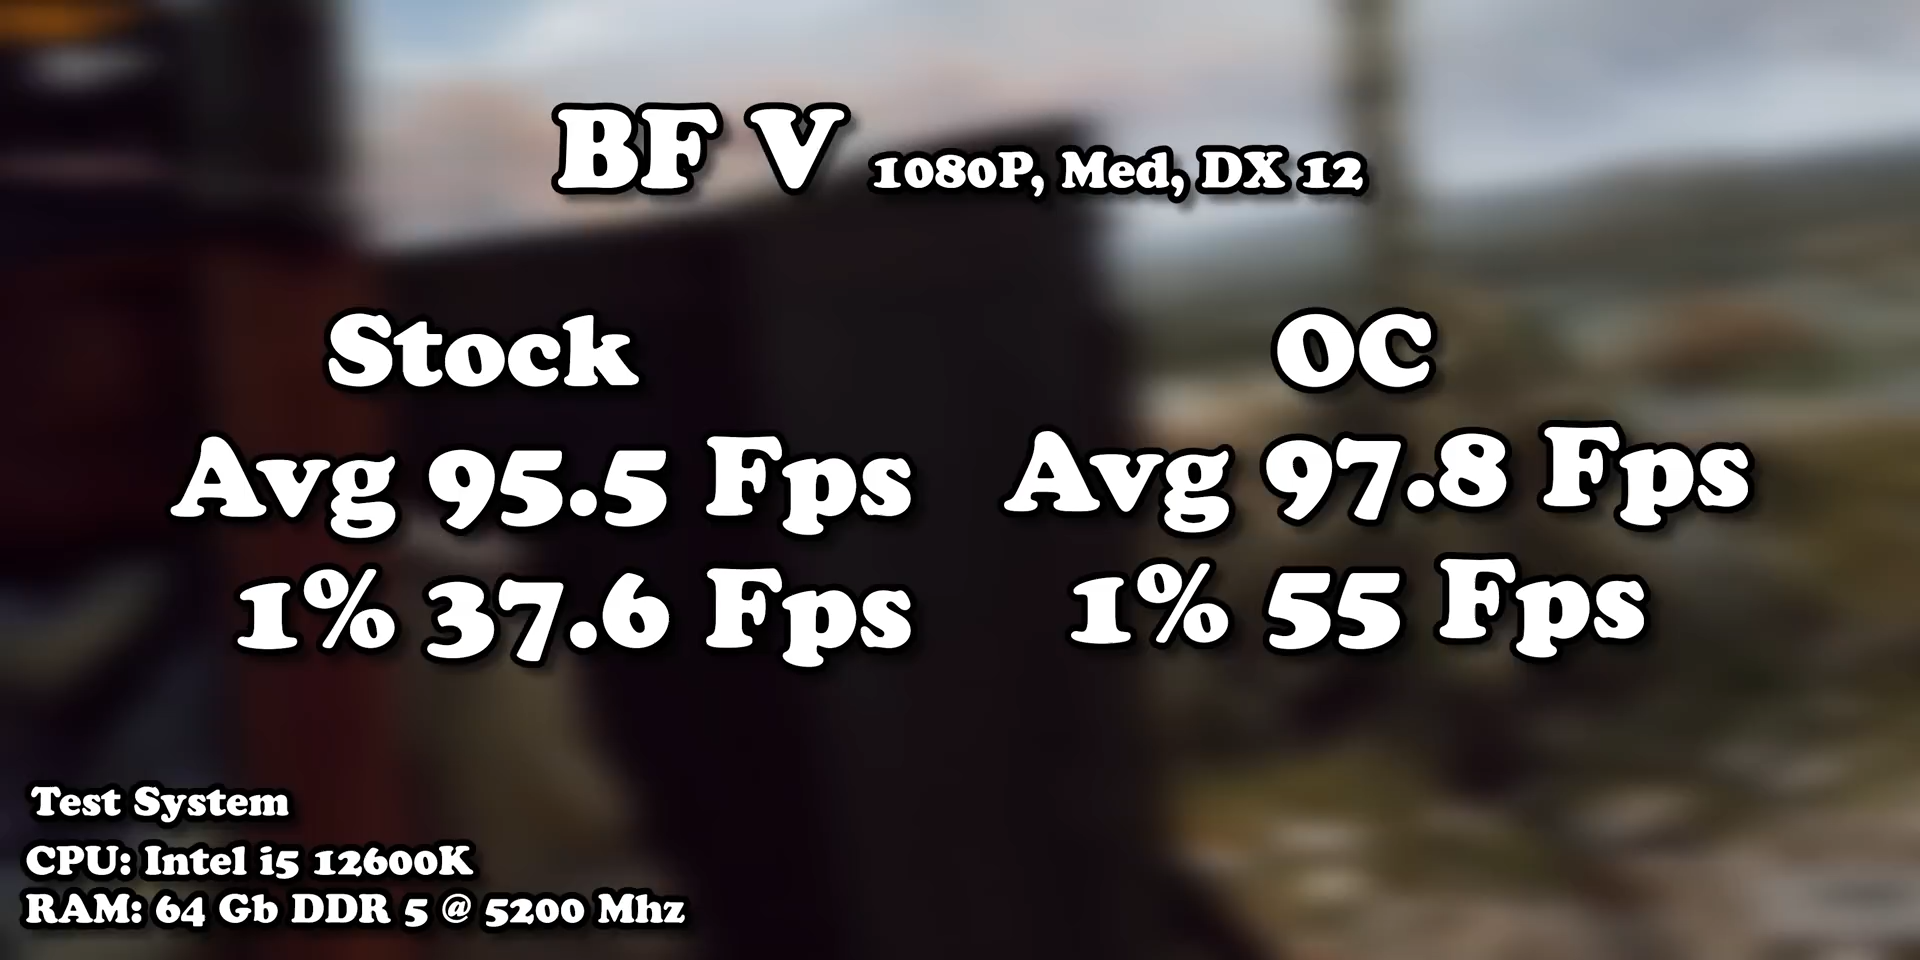 BF V 1080P, Med, DX 12
Stock
Avg 95.5 Fps
1% 37.6 Fps
OC
Avg 97.8 Fps
1% 55 Fps
Test System
CPU: Intel i5 12600K
RAM: 64 Gb DDR 5 @ 5200 Mhz